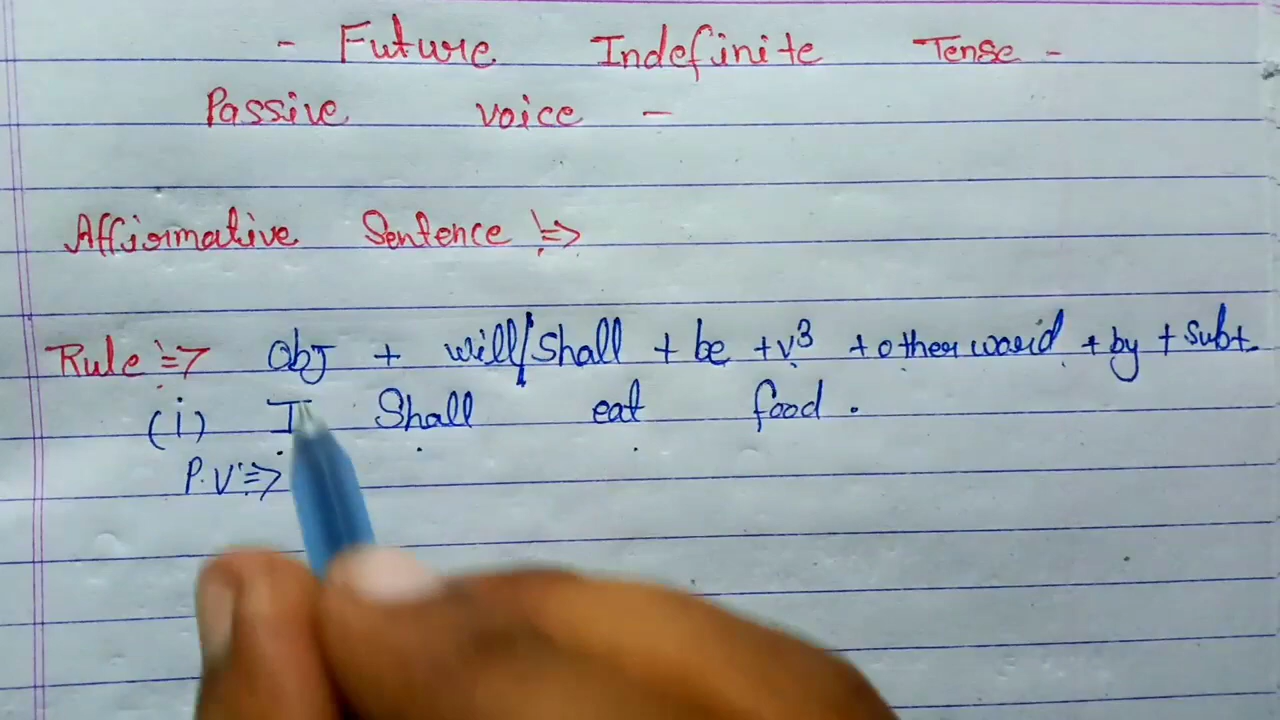 - Future Indefinite Tense -
Passive voice -
Affirmative Sentence :=>
Rule :=> Obj + will/shall + be + v³ + other word + by + subt.
(i) I Shall eat food.
P.V :=>